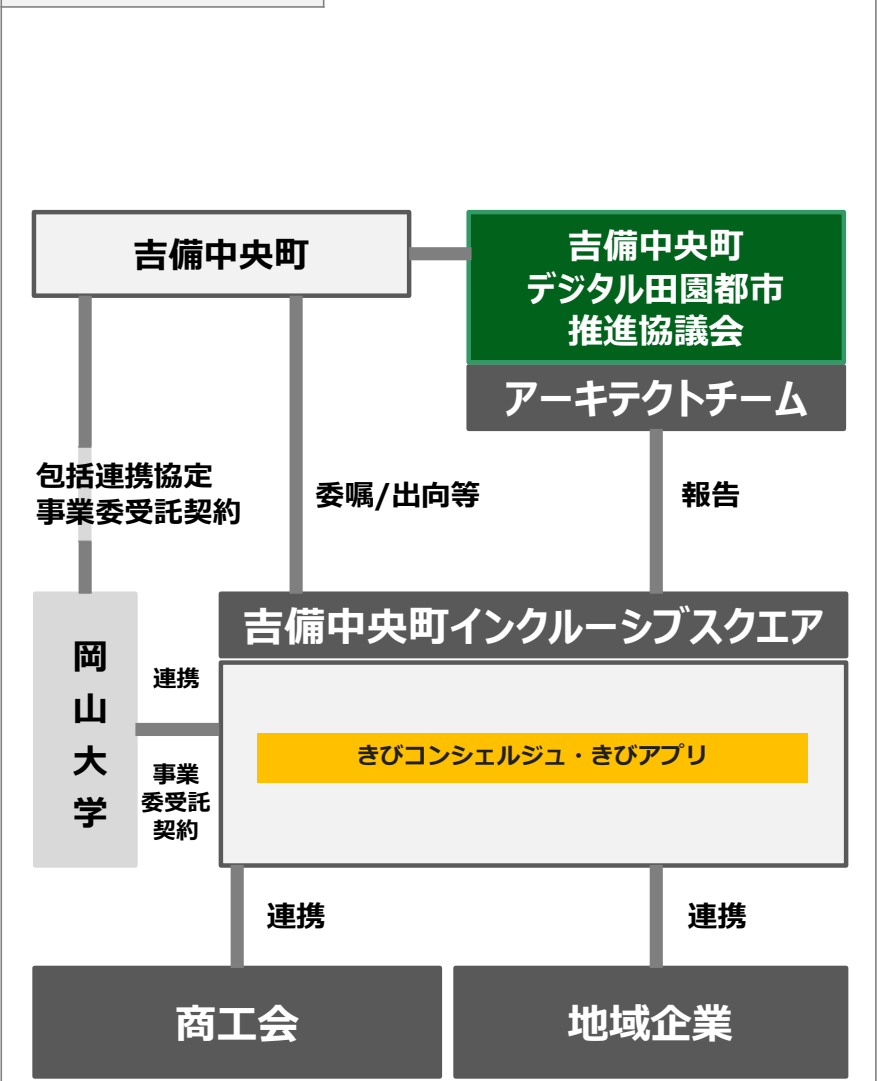 吉備中央町
吉備中央町
デジタル田園都市
推進協議会
アーキテクトチーム
包括連携協定
事業委受託契約
委嘱/出向等
報告
岡山大学
連携
事業
委受託
契約
吉備中央町インクルーシブスクエア
きびコンシェルジュ・きびアプリ
連携
連携
商工会
地域企業